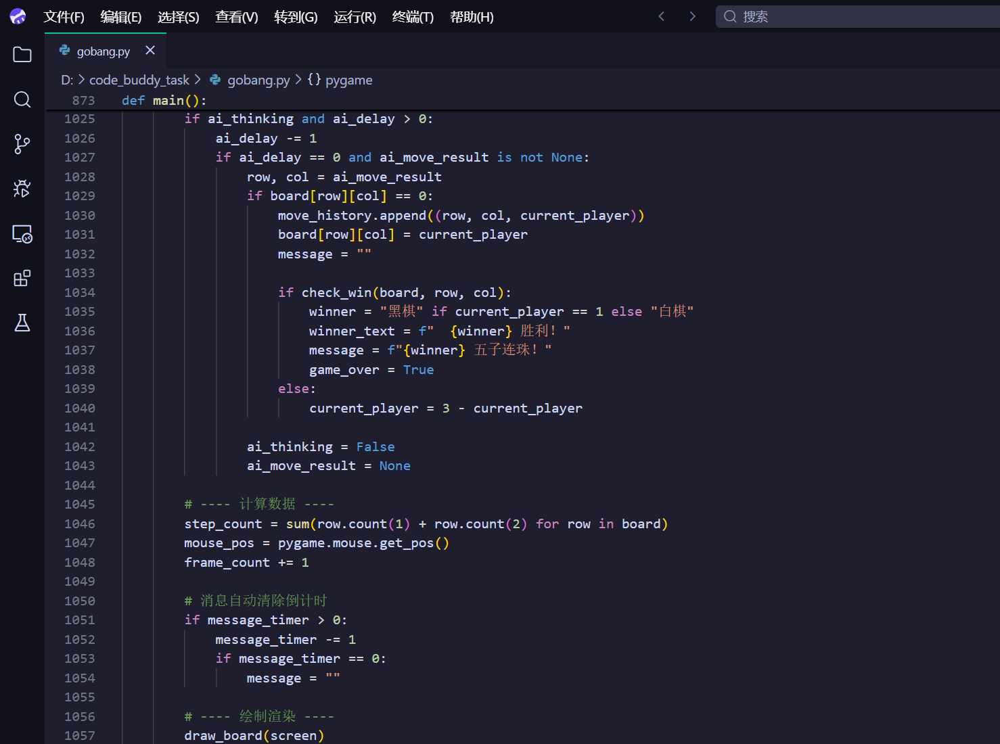 文件(F) 编辑(E) 选择(S) 查看(V) 转到(G) 运行(R) 终端(T) 帮助(H) 搜索
gobang.py
D: > code_buddy_task > gobang.py > {} pygame
873 def main():
1025 if ai_thinking and ai_delay > 0:
1026 ai_delay -= 1
1027 if ai_delay == 0 and ai_move_result is not None:
1028 row, col = ai_move_result
1029 if board[row][col] == 0:
1030 move_history.append((row, col, current_player))
1031 board[row][col] = current_player
1032 message = ""
1033
1034 if check_win(board, row, col):
1035 winner = "黑棋" if current_player == 1 else "白棋"
1036 winner_text = f"  {winner} 胜利！"
1037 message = f"{winner} 五子连珠！"
1038 game_over = True
1039 else:
1040 current_player = 3 - current_player
1041
1042 ai_thinking = False
1043 ai_move_result = None
1044
1045 # ---- 计算数据 ----
1046 step_count = sum(row.count(1) + row.count(2) for row in board)
1047 mouse_pos = pygame.mouse.get_pos()
1048 frame_count += 1
1049
1050 # 消息自动清除倒计时
1051 if message_timer > 0:
1052 message_timer -= 1
1053 if message_timer == 0:
1054 message = ""
1055
1056 # ---- 绘制渲染 ----
1057 draw_board(screen)